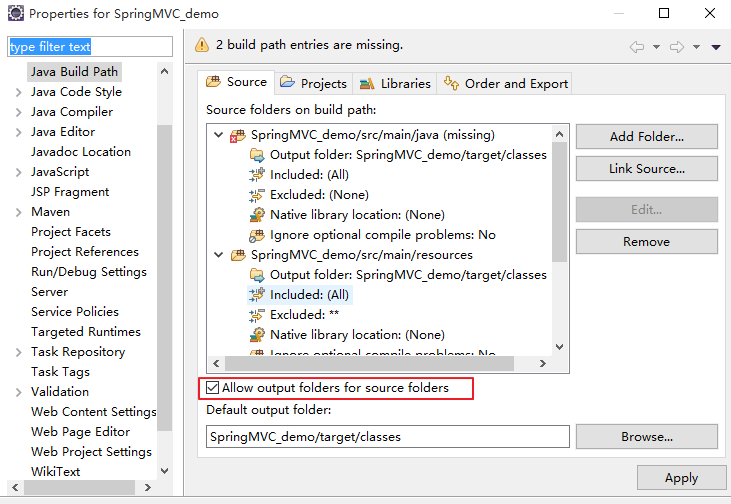 Properties for SpringMVC_demo
type filter text
2 build path entries are missing.
Java Build Path
Java Code Style
Java Compiler
Java Editor
Javadoc Location
JavaScript
JSP Fragment
Maven
Project Facets
Project References
Run/Debug Settings
Server
Service Policies
Targeted Runtimes
Task Repository
Task Tags
Validation
Web Content Settings
Web Page Editor
Web Project Settings
WikiText
Source
Projects
Libraries
Order and Export
Source folders on build path:
SpringMVC_demo/src/main/java (missing)
Output folder: SpringMVC_demo/target/classes
Included: (All)
Excluded: (None)
Native library location: (None)
Ignore optional compile problems: No
SpringMVC_demo/src/main/resources
Output folder: SpringMVC_demo/target/classes
Included: (All)
Excluded: **
Native library location: (None)
Ignore optional compile problems: No
Add Folder...
Link Source...
Edit...
Remove
Allow output folders for source folders
Default output folder:
SpringMVC_demo/target/classes
Browse...
Apply